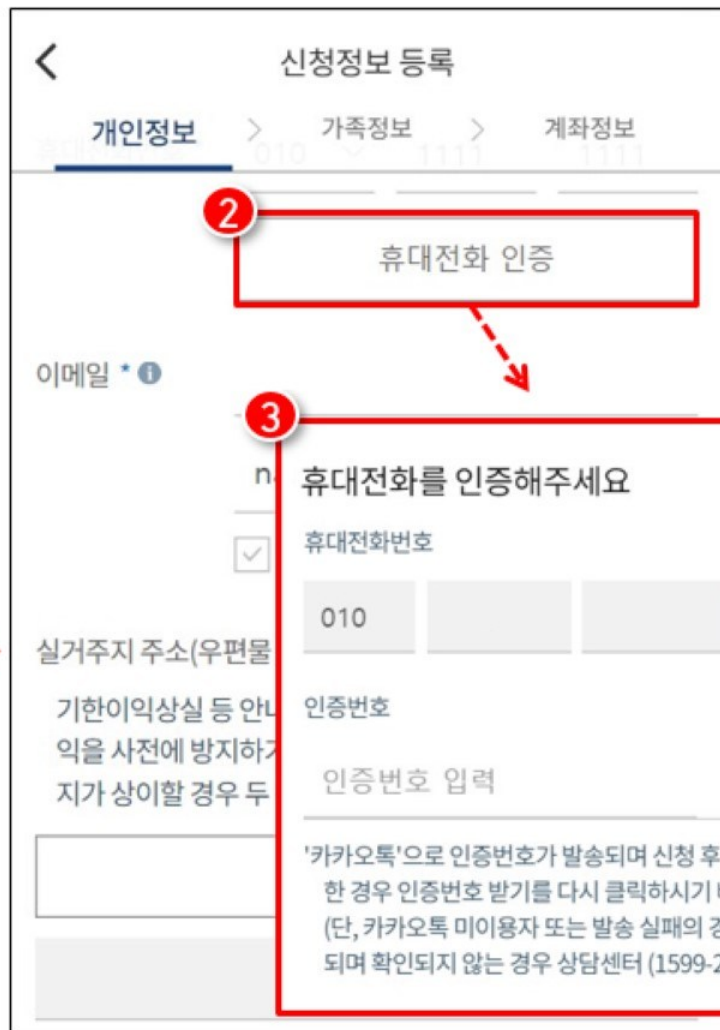 신청정보 등록
개인정보 > 가족정보 > 계좌정보
010 1111 1111
2
휴대전화 인증
이메일 *
3
휴대전화를 인증해주세요
휴대전화번호
010
실거주지 주소(우편물
기한이익상실 등
익을 사전에 방지하
지가 상이할 경우 두
인증번호
인증번호 입력
'카카오톡'으로 인증번호가 발송되며 신청 후
한 경우 인증번호 받기를 다시 클릭하시기
(단, 카카오톡 미이용자 또는 발송 실패의
되며 확인되지 않는 경우 상담센터 (1599-2